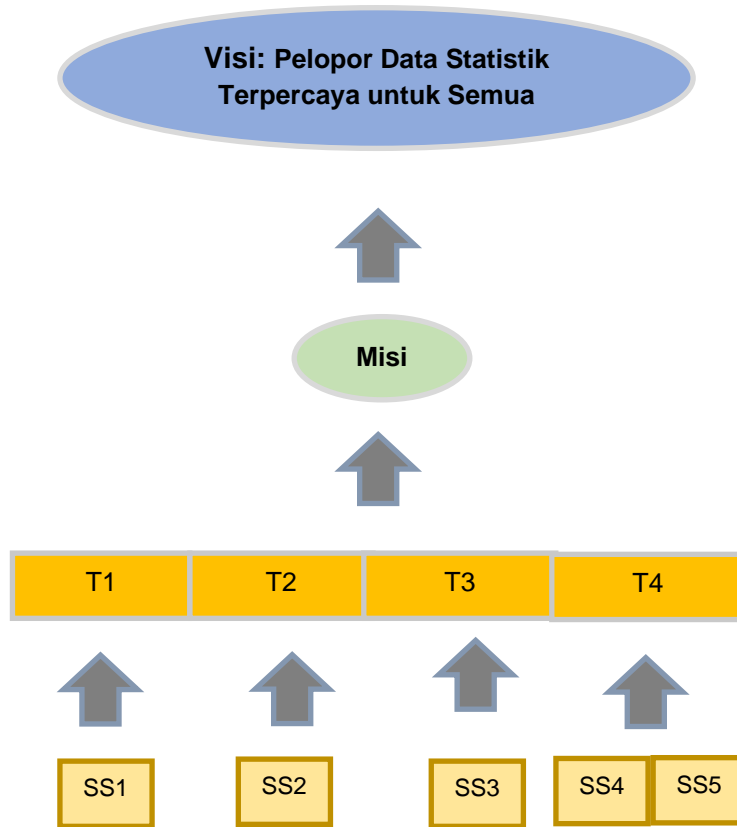 Visi: Pelopor Data Statistik
Terpercaya untuk Semua
Misi
T1 T2 T3 T4
SS1 SS2 SS3 SS4 SS5